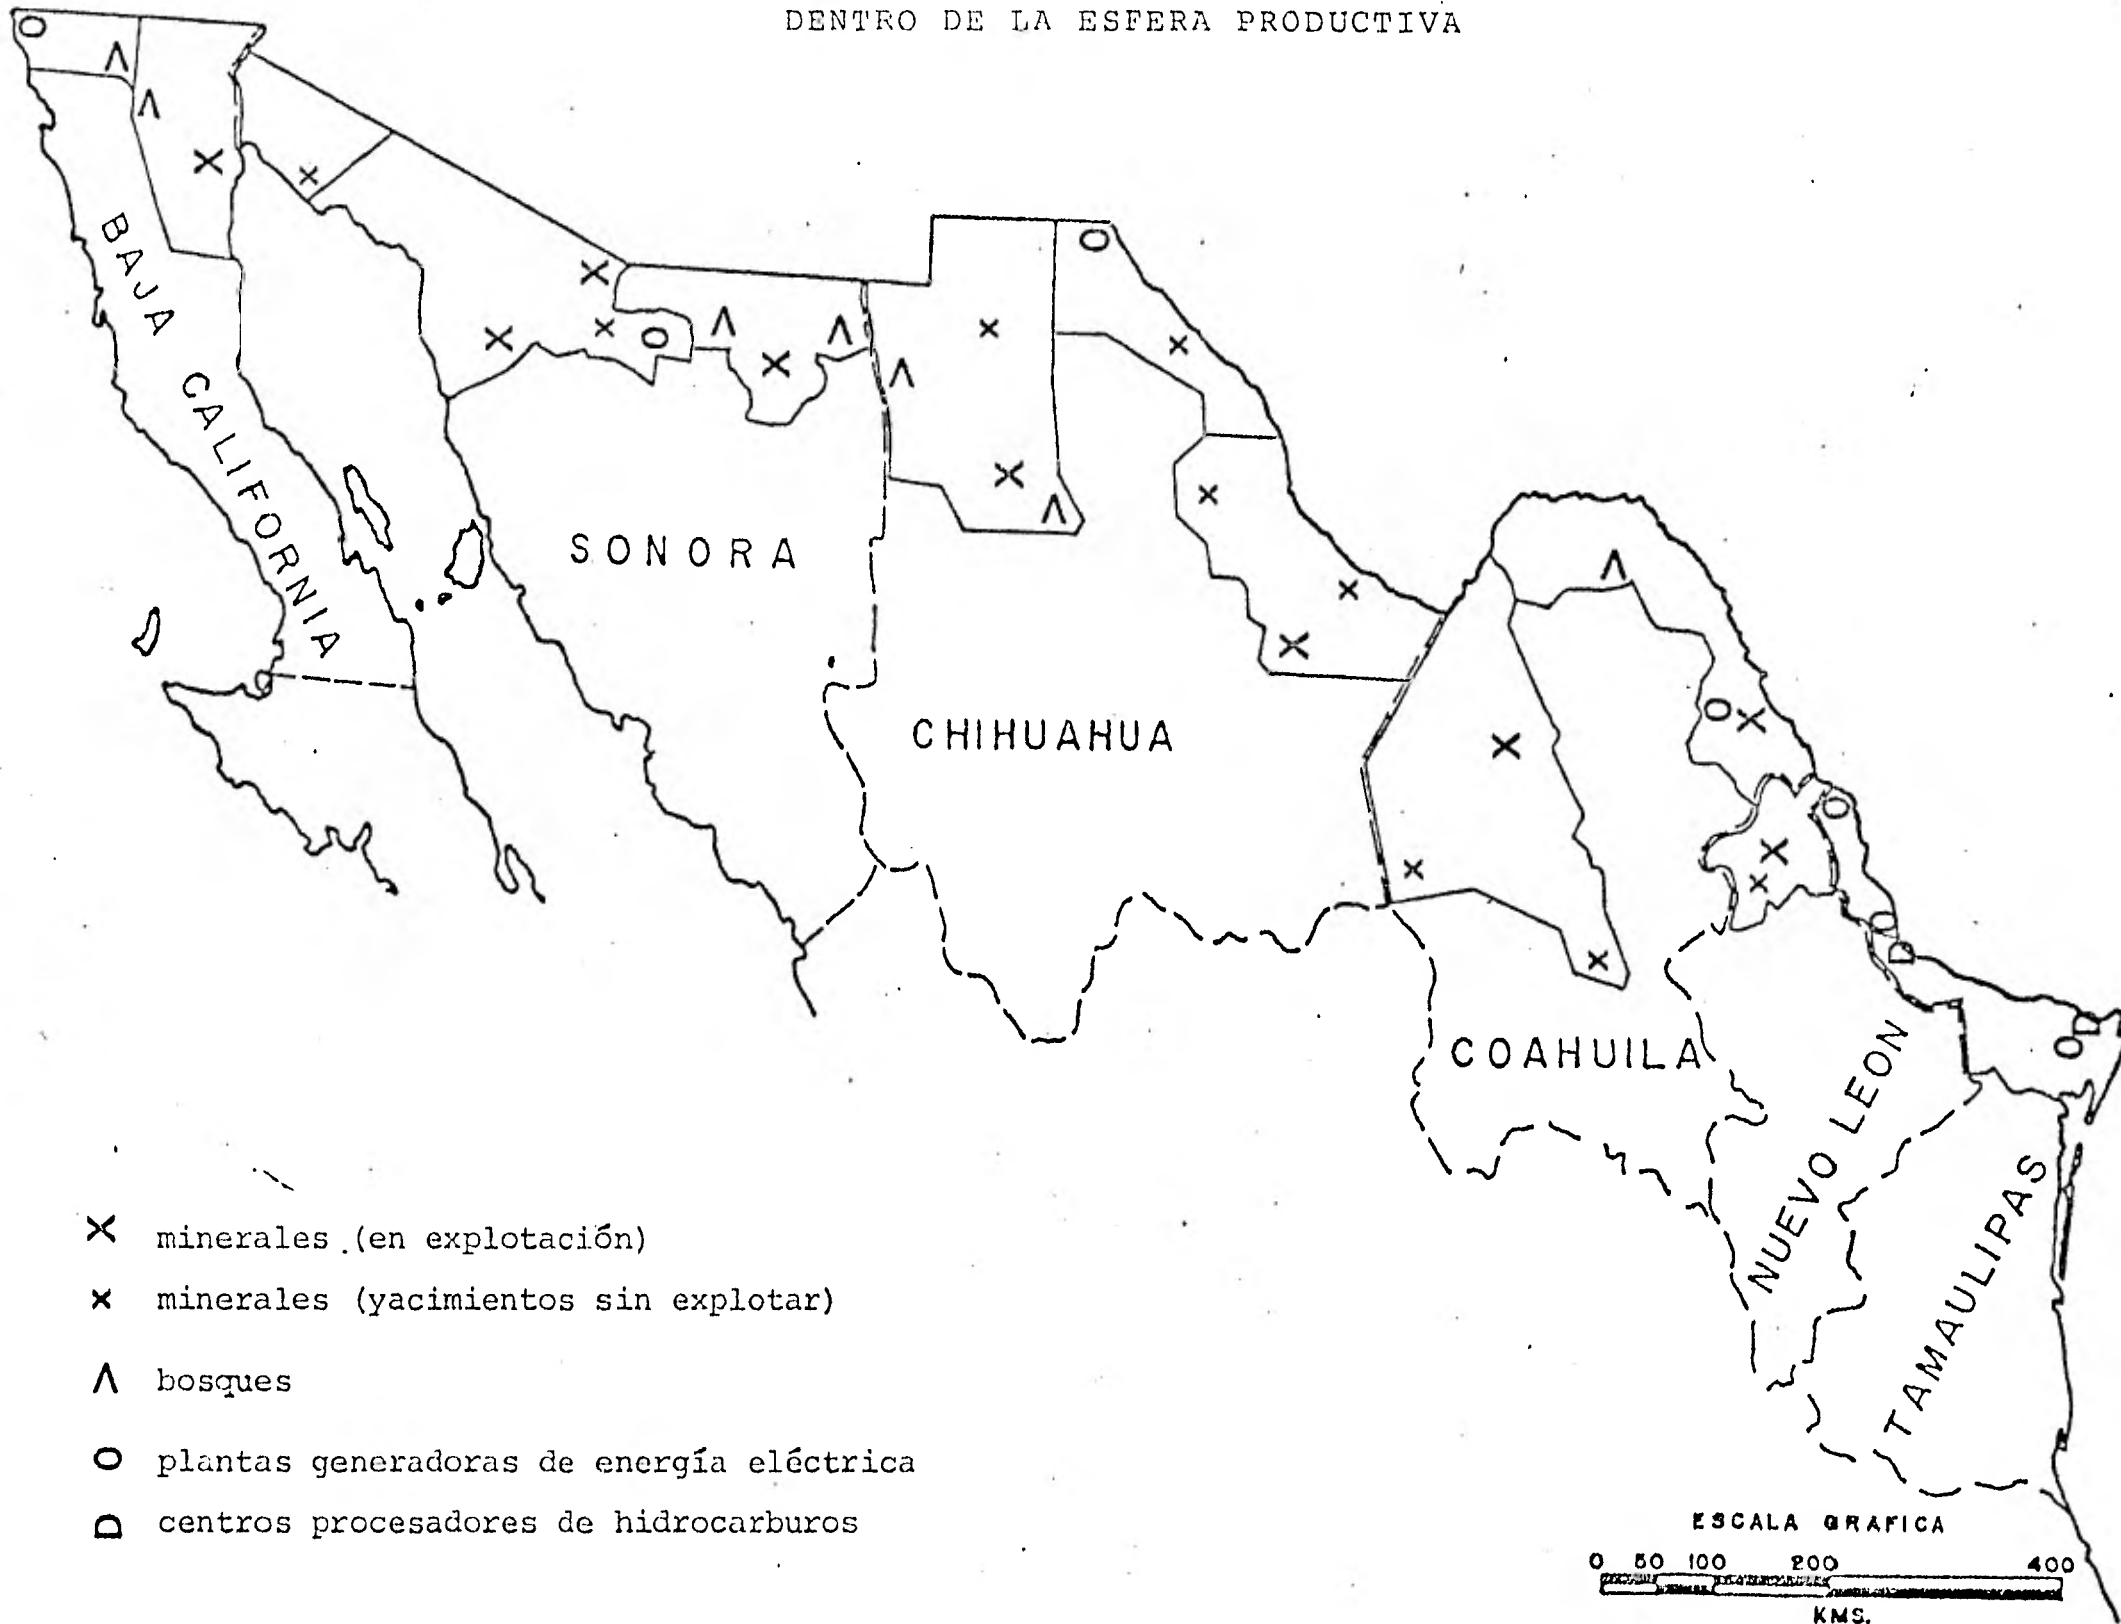 DENTRO DE LA ESFERA PRODUCTIVA
BAJA CALIFORNIA
SONORA
CHIHUAHUA
COAHUILA
NUEVO LEON
TAMAULIPAS
X minerales (en explotación)
x minerales (yacimientos sin explotar)
Λ bosques
O plantas generadoras de energía eléctrica
D centros procesadores de hidrocarburos
ESCALA GRAFICA
0 50 100 200 400
KMS.